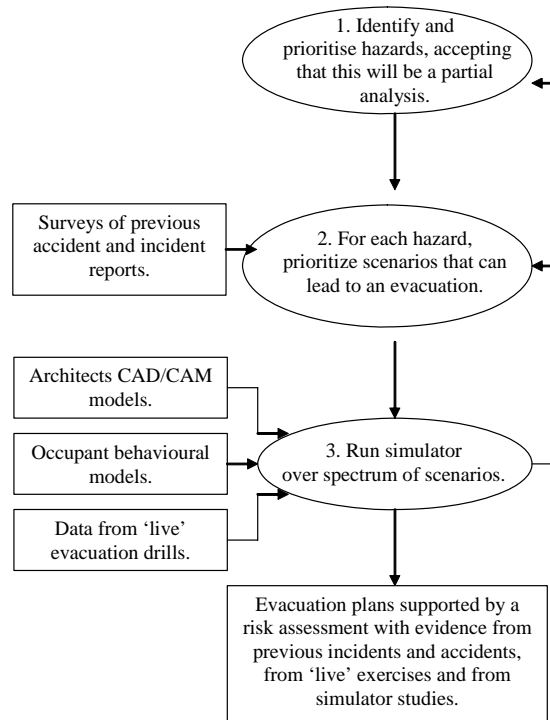 1. Identify and
prioritise hazards, accepting
that this will be a partial
analysis.
Surveys of previous
accident and incident
reports.
2. For each hazard,
prioritize scenarios that can
lead to an evacuation.
Architects CAD/CAM
models.
Occupant behavioural
models.
Data from ‘live’
evacuation drills.
3. Run simulator
over spectrum of scenarios.
Evacuation plans supported by a
risk assessment with evidence from
previous incidents and accidents,
from ‘live’ exercises and from
simulator studies.